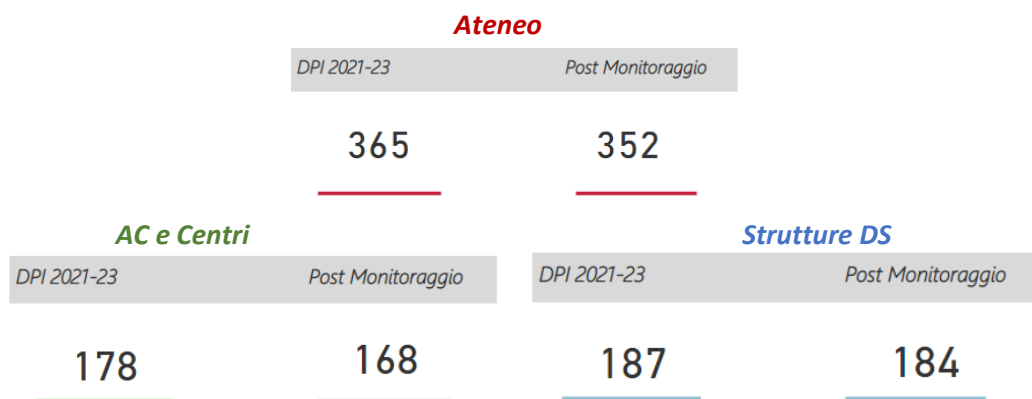 Ateneo
DPI 2021-23 Post Monitoraggio
365 352
AC e Centri Strutture DS
DPI 2021-23 Post Monitoraggio DPI 2021-23 Post Monitoraggio
178 168 187 184